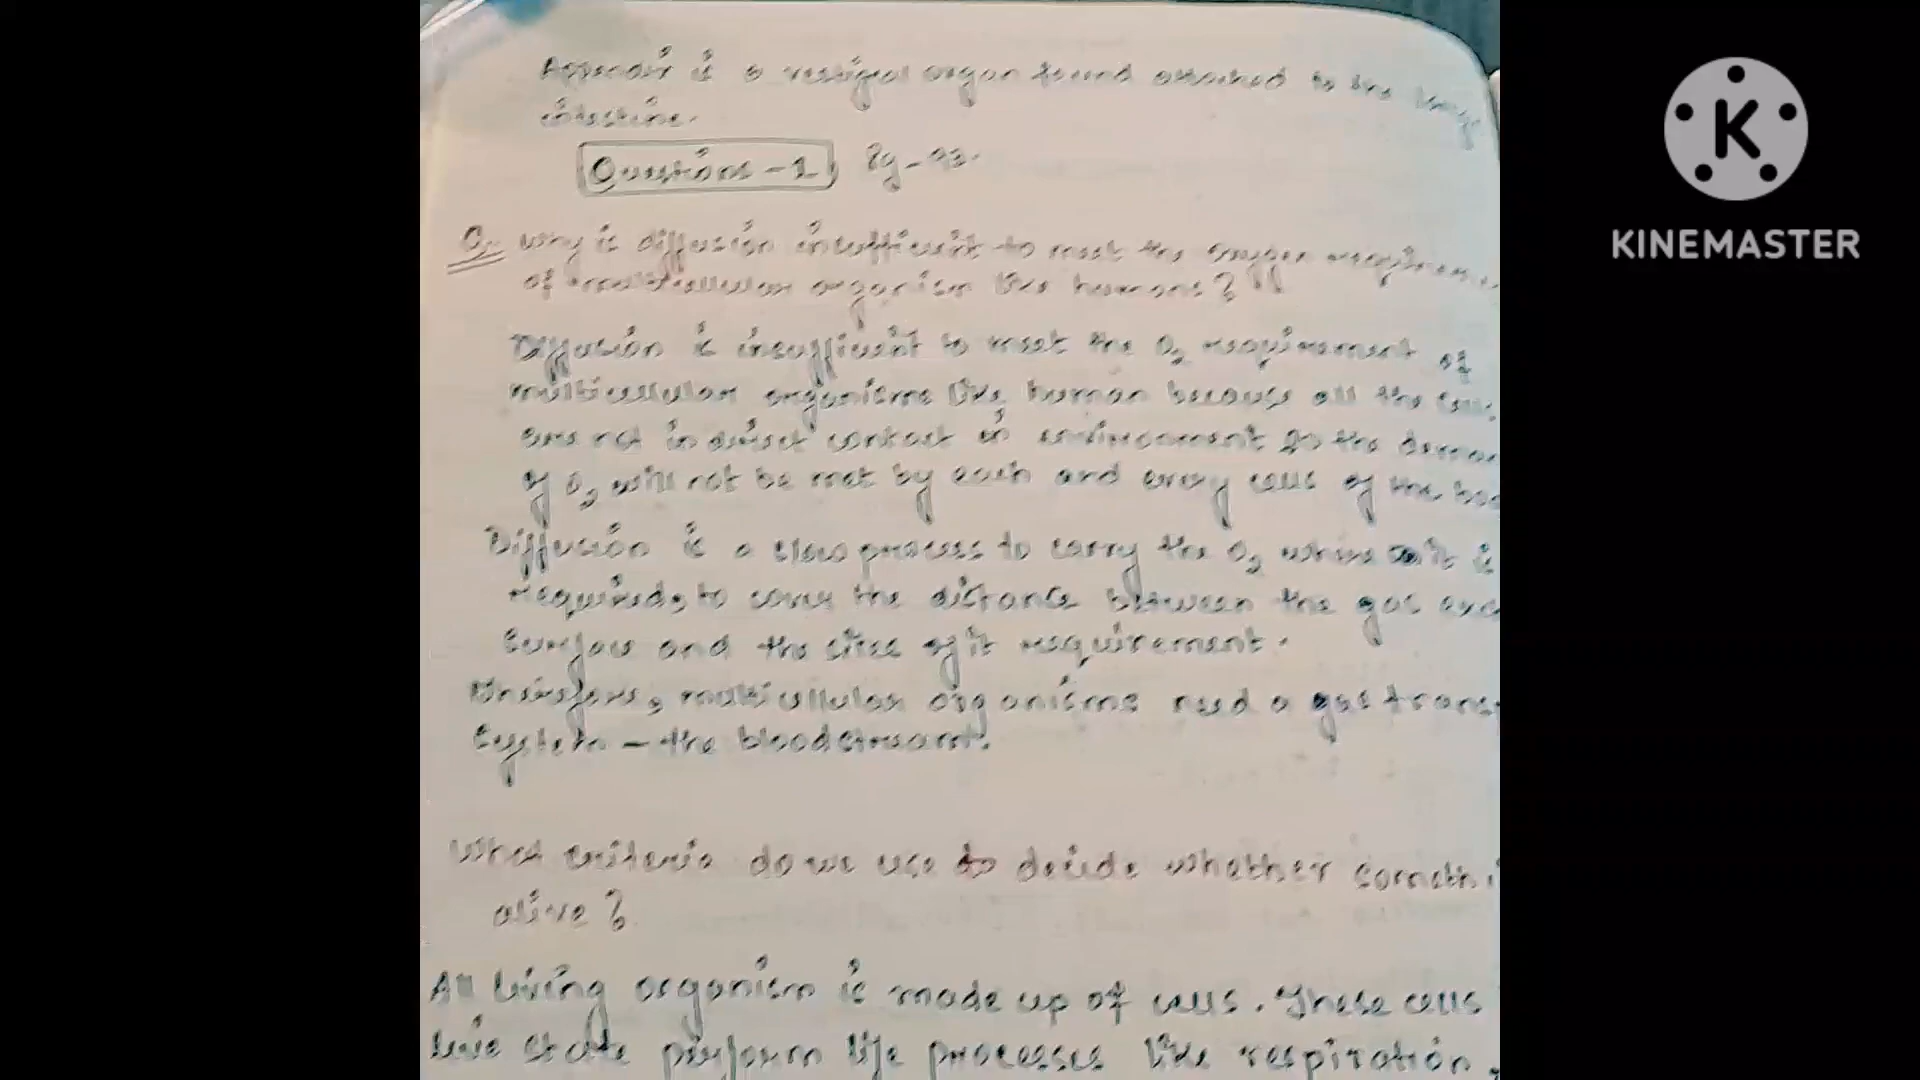 Appendix is a vestigial organ found attached to the large
intestine.
Questions-1 Pg-
Q. Why is diffusion insufficient to meet the oxygen
of multicellular organism like humans?
Diffusion is insufficient to meet the O2 requirement of
multicellular organisms like human because all the
are not in direct contact in environment so the
of O2 will not be met by each and every cells of the
Diffusion is a slow process to carry the O2 it is
required, to cover the distance between the gas
surface and the sites of it requirement.
Therefore, multicellular organisms need a gas
system - the bloodstream.
What criteria do we use to decide whether
alive?
All living organism is made up of cells. These cells
live state perform life processes like respiration,
K
KINEMASTER